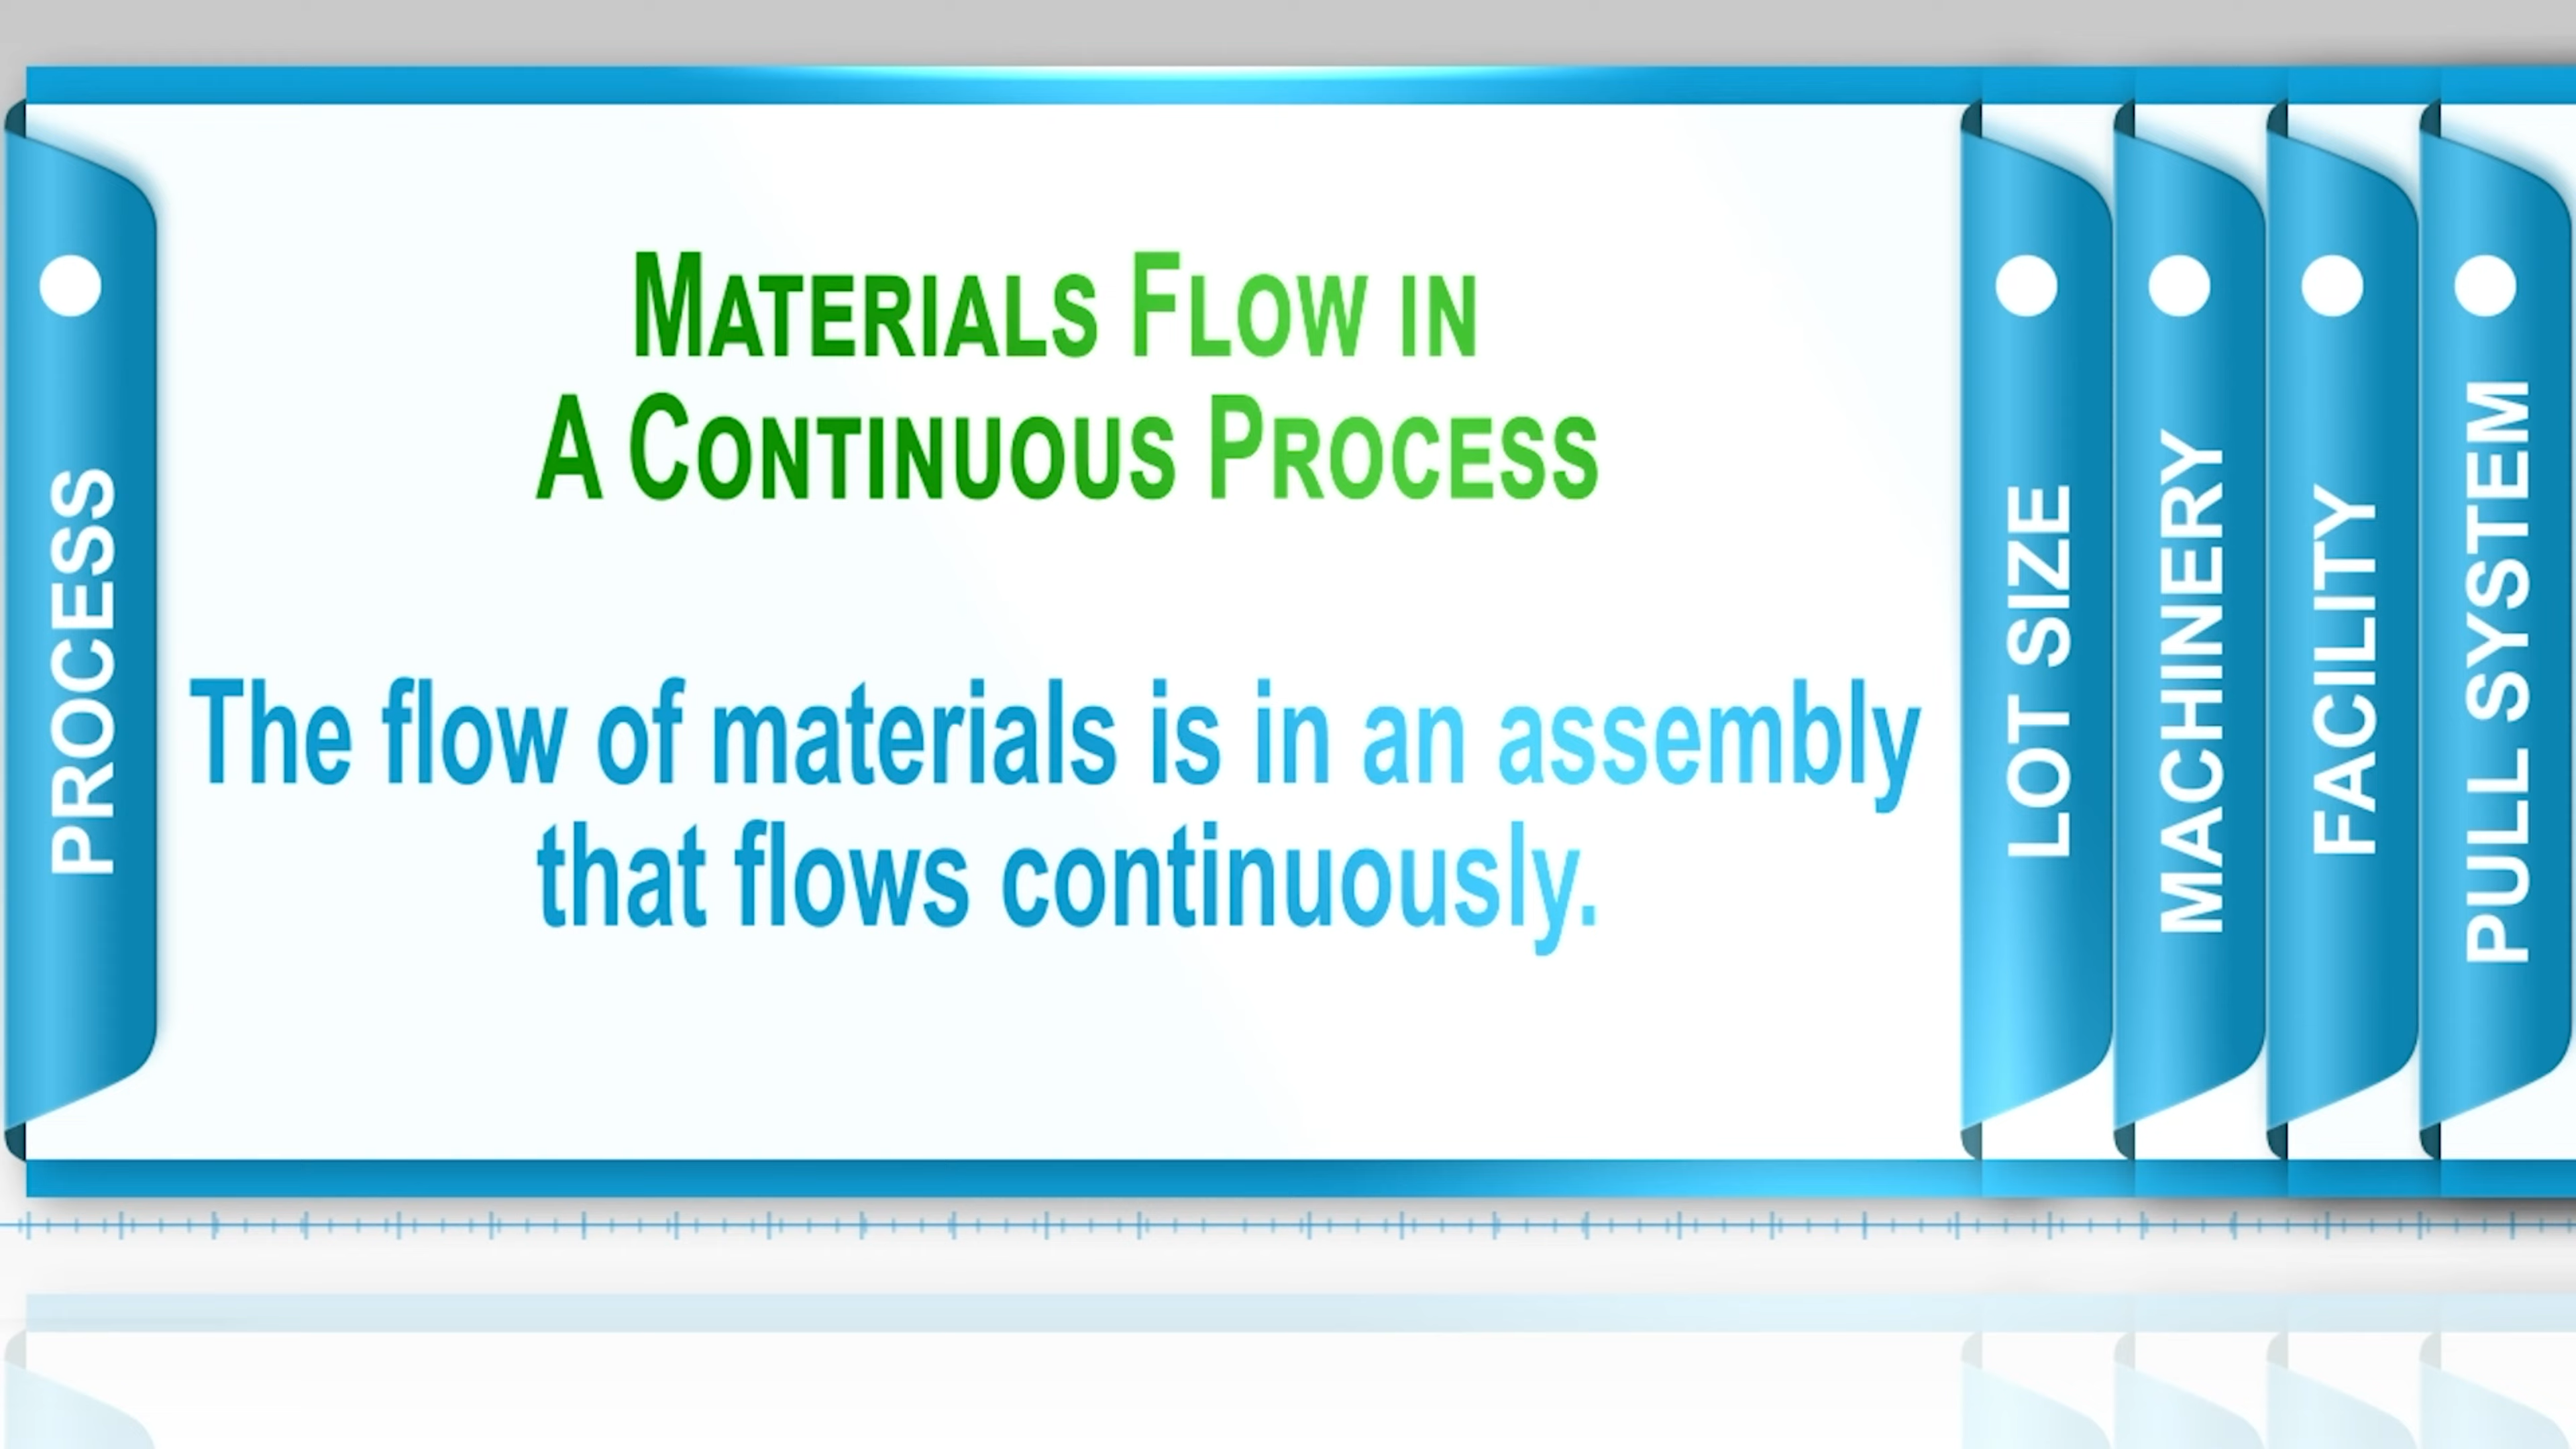 PROCESS
MATERIALS FLOW IN
A CONTINUOUS PROCESS
The flow of materials is in an assembly
that flows continuously.
LOT SIZE
MACHINERY
FACILITY
PULL SYSTEM